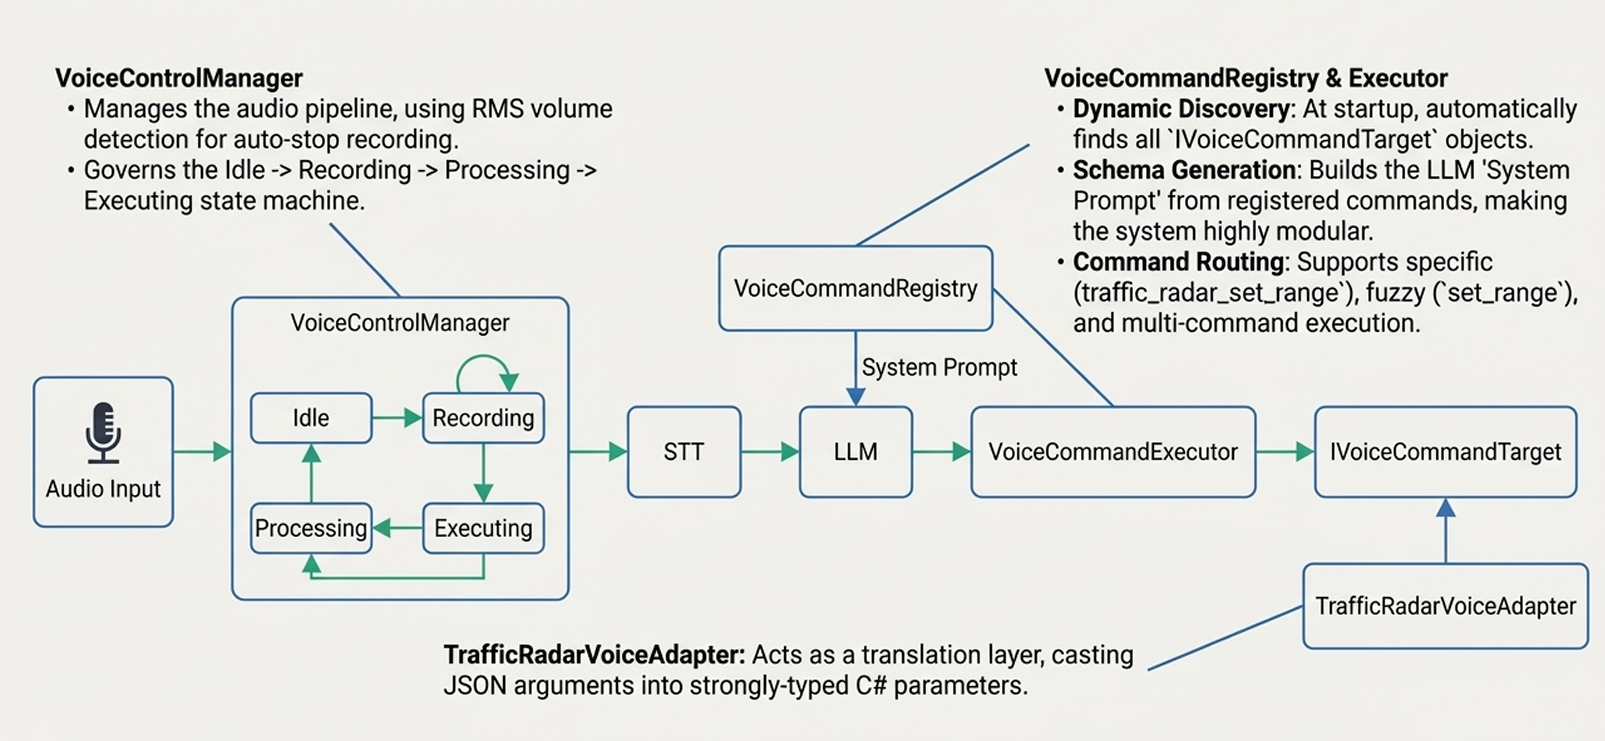 VoiceControlManager
• Manages the audio pipeline, using RMS volume
detection for auto-stop recording.
• Governs the Idle -> Recording -> Processing ->
Executing state machine.
VoiceCommandRegistry & Executor
• Dynamic Discovery: At startup, automatically
finds all `IVoiceCommandTarget` objects.
• Schema Generation: Builds the LLM 'System
Prompt' from registered commands, making
the system highly modular.
• Command Routing: Supports specific
(traffic_radar_set_range`), fuzzy (`set_range`),
and multi-command execution.
Audio Input
VoiceControlManager
Idle
Recording
Processing
Executing
STT
VoiceCommandRegistry
System Prompt
LLM
VoiceCommandExecutor
IVoiceCommandTarget
TrafficRadarVoiceAdapter
TrafficRadarVoiceAdapter: Acts as a translation layer, casting
JSON arguments into strongly-typed C# parameters.